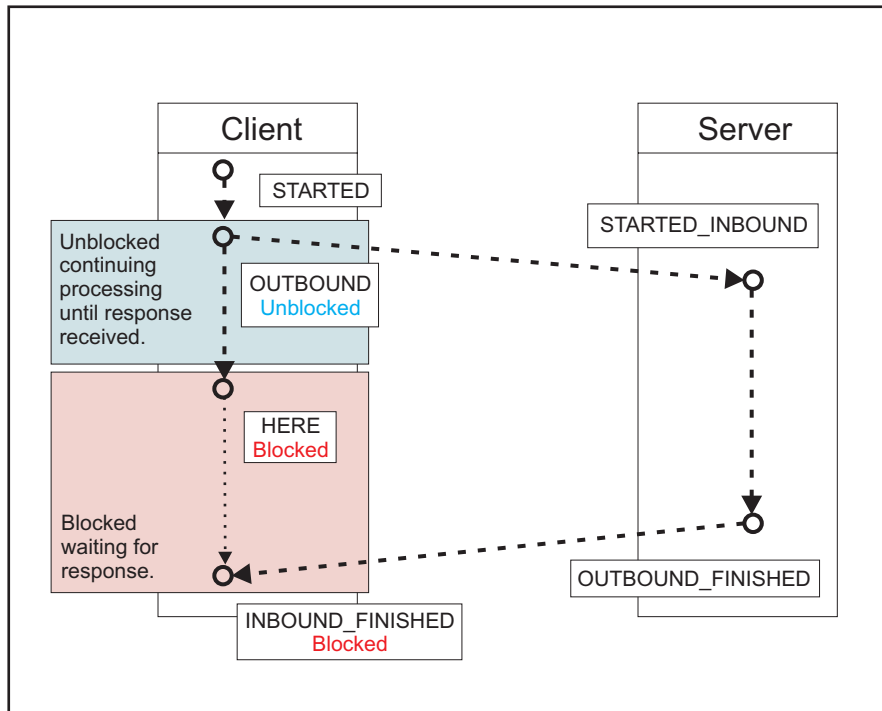 Client
Server
STARTED
STARTED_INBOUND
Unblocked
continuing
processing
until response
received.
OUTBOUND
Unblocked
HERE
Blocked
Blocked
waiting for
response.
OUTBOUND_FINISHED
INBOUND_FINISHED
Blocked